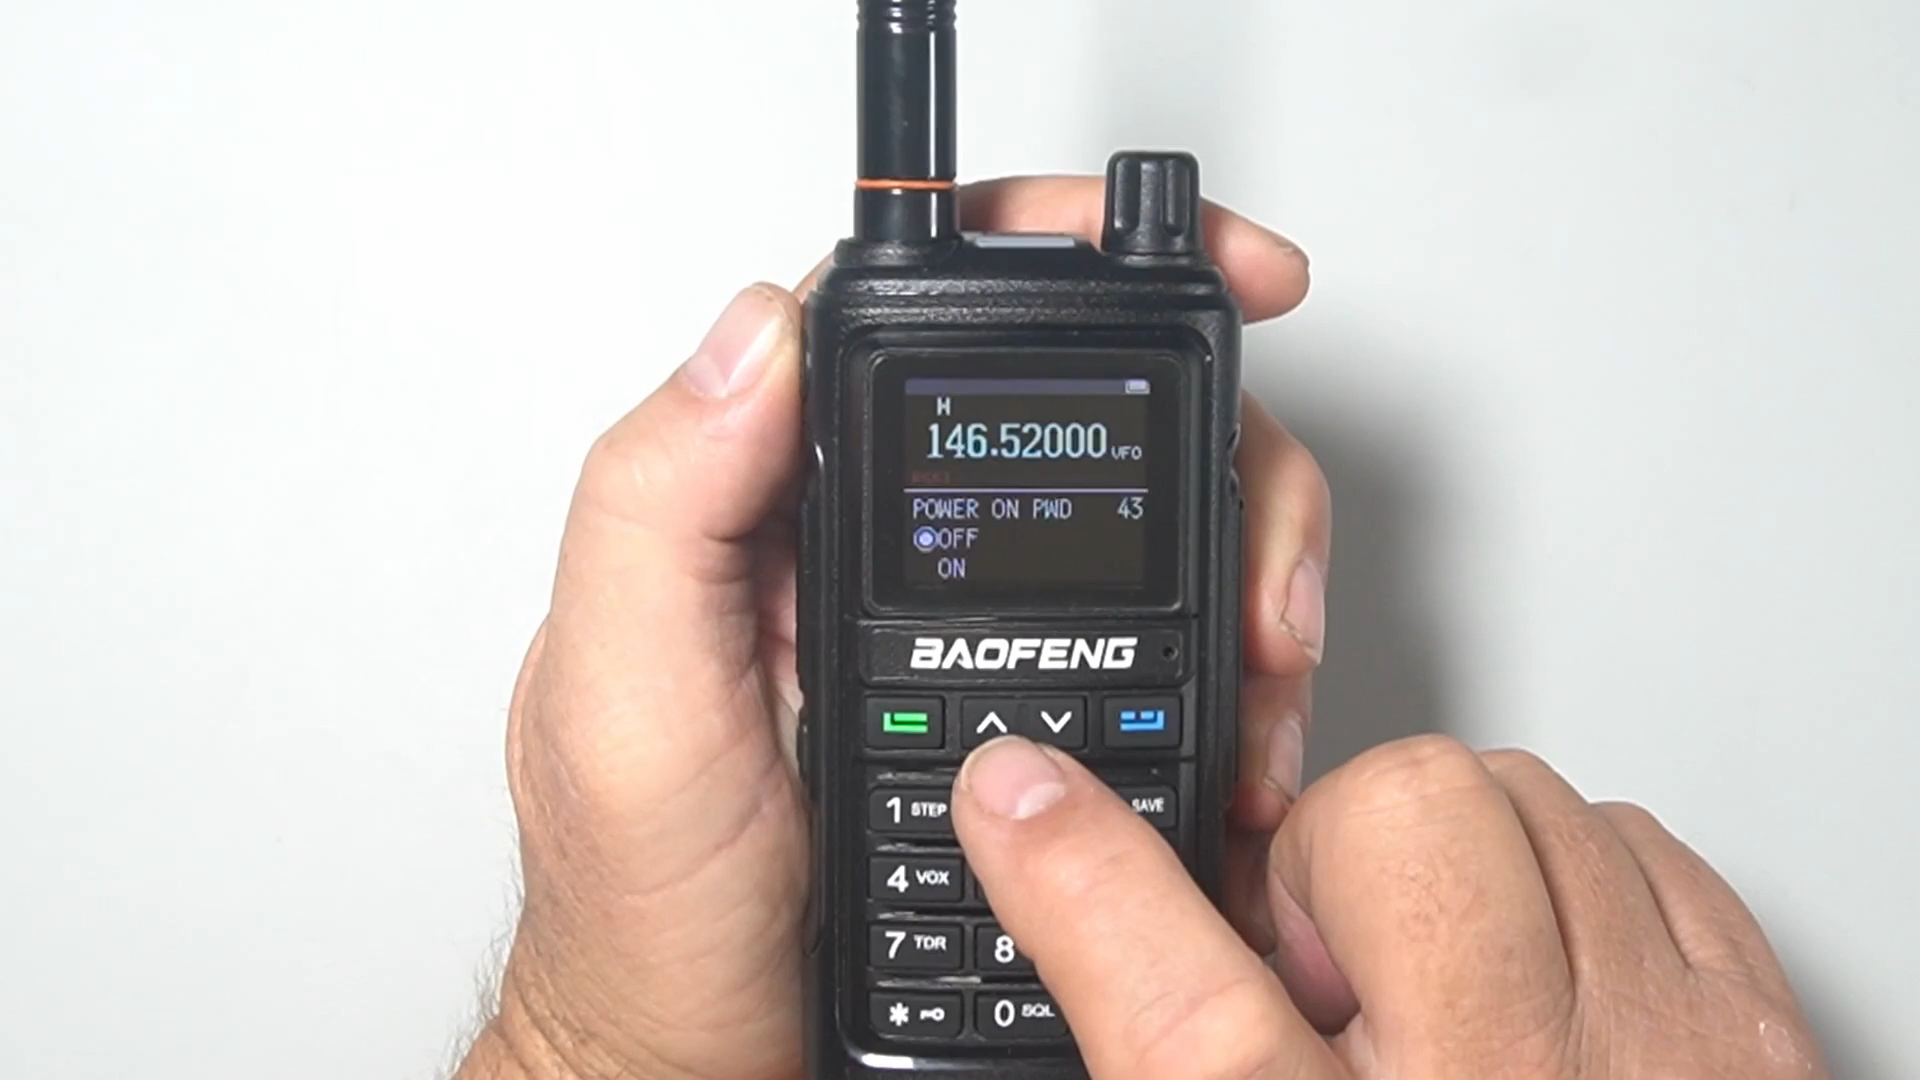 H
146.52000 VFO
POWER ON PWD 43
OFF
ON
BAOFENG
1 STEP
SAVE
4 VOX
7 TDR
8
*
0 SQL